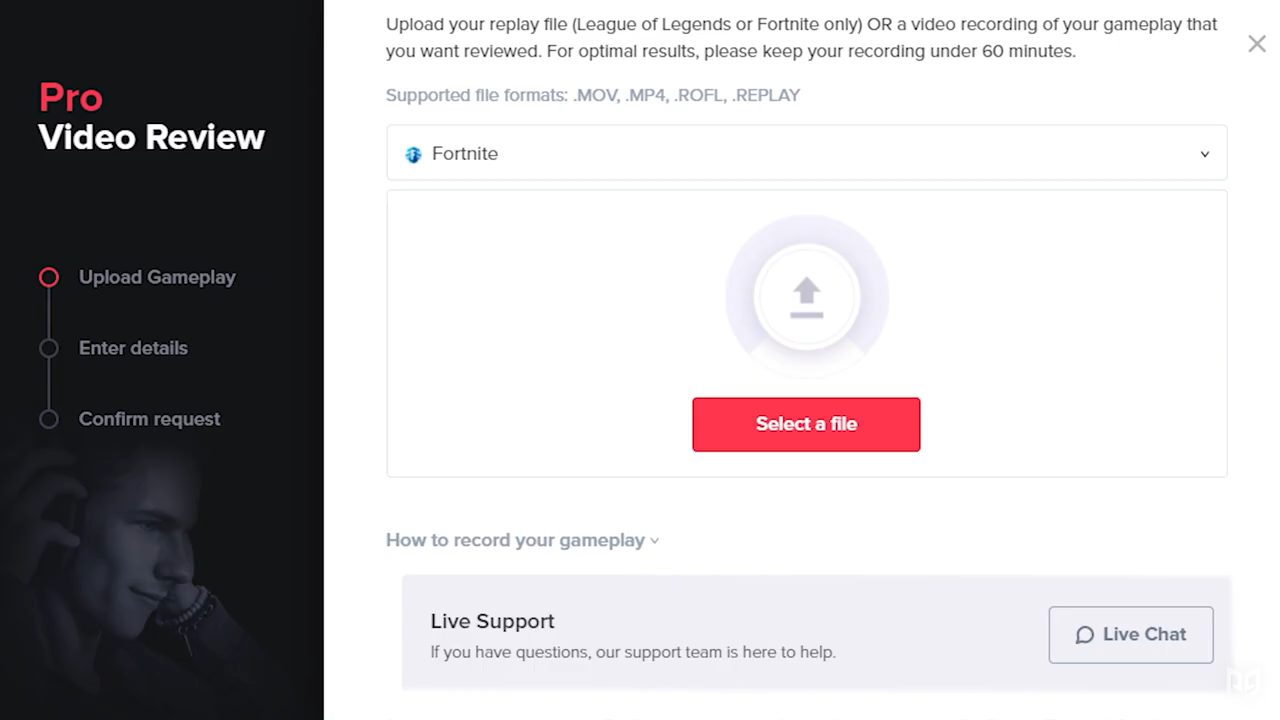 Pro
Video Review
Upload Gameplay
Enter details
Confirm request
Upload your replay file (League of Legends or Fortnite only) OR a video recording of your gameplay that
you want reviewed. For optimal results, please keep your recording under 60 minutes.
Supported file formats: .MOV, .MP4, .ROFL, .REPLAY
Fortnite
Select a file
How to record your gameplay
Live Support
If you have questions, our support team is here to help.
Live Chat